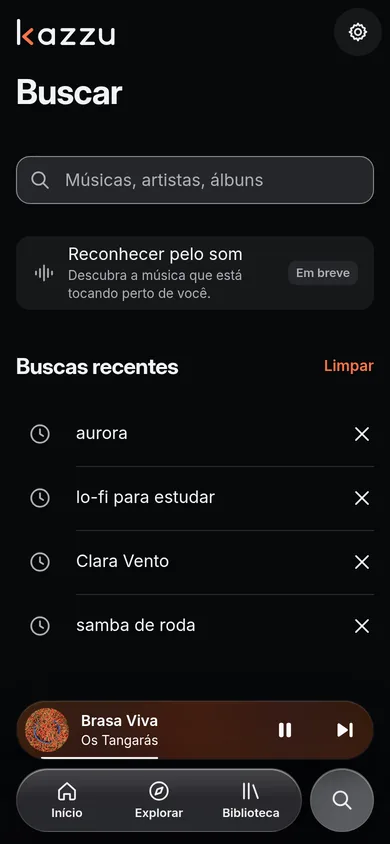 kazzu
Buscar
Músicas, artistas, álbuns
Reconhecer pelo som
Descubra a música que está
tocando perto de você.
Em breve
Buscas recentes
Limpar
aurora
lo-fi para estudar
Clara Vento
samba de roda
Brasa Viva
Os Tangarás
Início
Explorar
Biblioteca